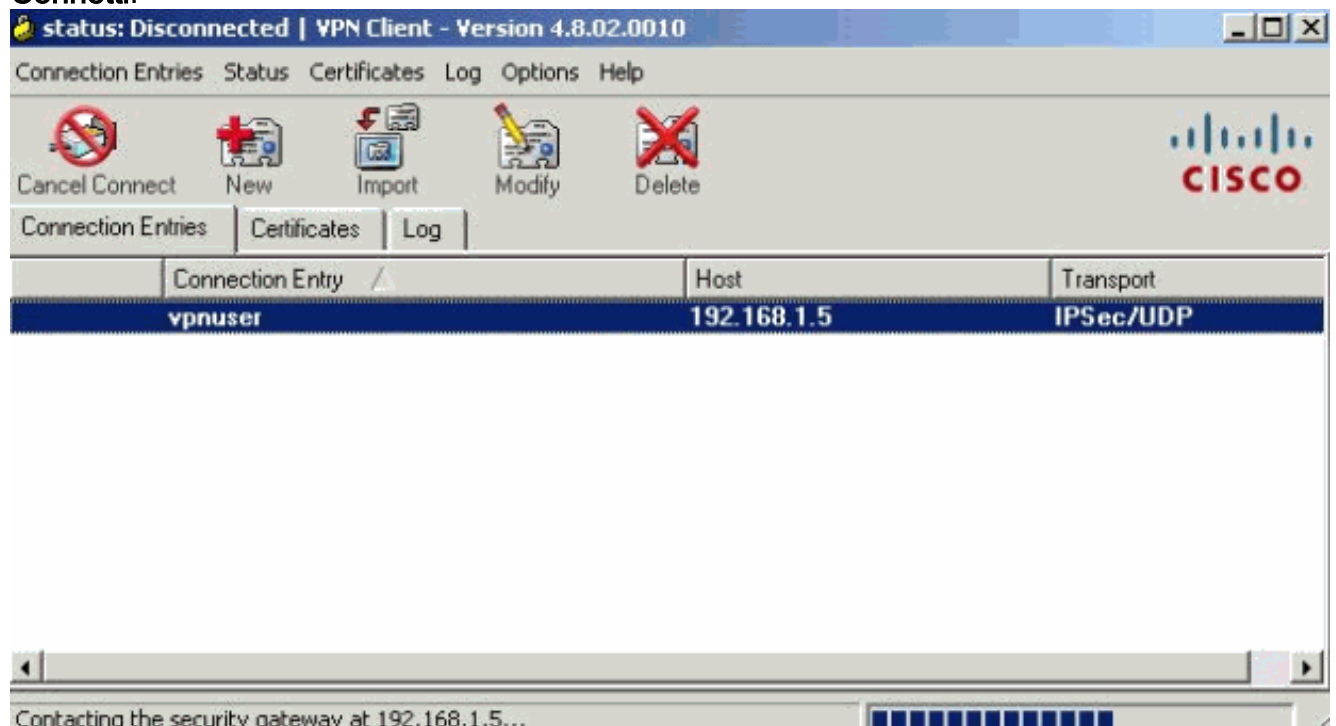 status: Disconnected | VPN Client - Version 4.8.02.0010
Connection Entries Status Certificates Log Options Help
Cancel Connect New Import Modify Delete
CISCO
Connection Entries Certificates Log
Connection Entry Host Transport
vpnuser 192.168.1.5 IPSec/UDP
Contacting the security gateway at 192.168.1.5...